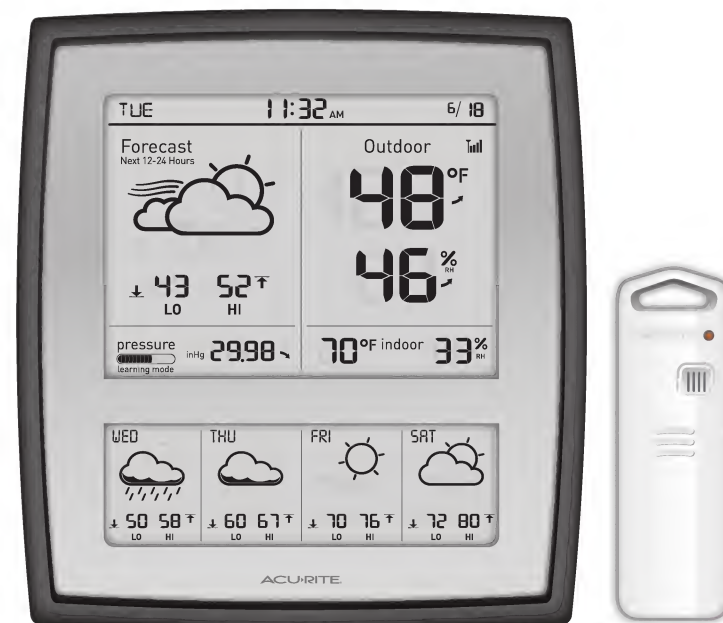 TUE 11:32 AM 6/ 18
Forecast
Next 12-24 Hours
43 52
LO HI
Outdoor
48 °F
46 %
RH
pressure
learning mode
inHg 29.98
70 °F indoor 33 %
RH
WED THU FRI SAT
50 58 60 67 70 76 72 80
LO HI LO HI LO HI LO HI
ACU·RITE